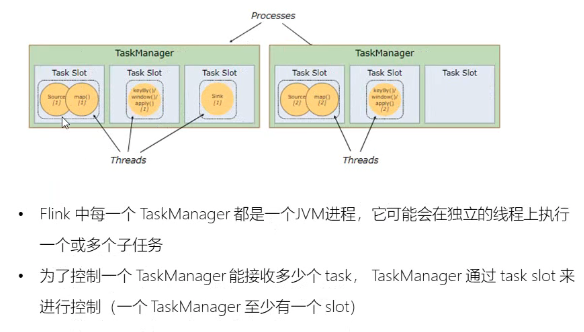 Processes
TaskManager
TaskManager
Task Slot
Task Slot
Task Slot
Task Slot
Task Slot
Task Slot
Source
[1]
map()
[1]
keyBy()/
window()/
apply()
[1]
Sink
[1]
Source
[2]
map()
[2]
keyBy()/
window()/
apply()
[2]
Threads
Threads
• Flink 中每一个 TaskManager 都是一个JVM进程，它可能会在独立的线程上执行
一个或多个子任务
• 为了控制一个 TaskManager 能接收多少个 task， TaskManager 通过 task slot 来
进行控制（一个 TaskManager 至少有一个 slot）